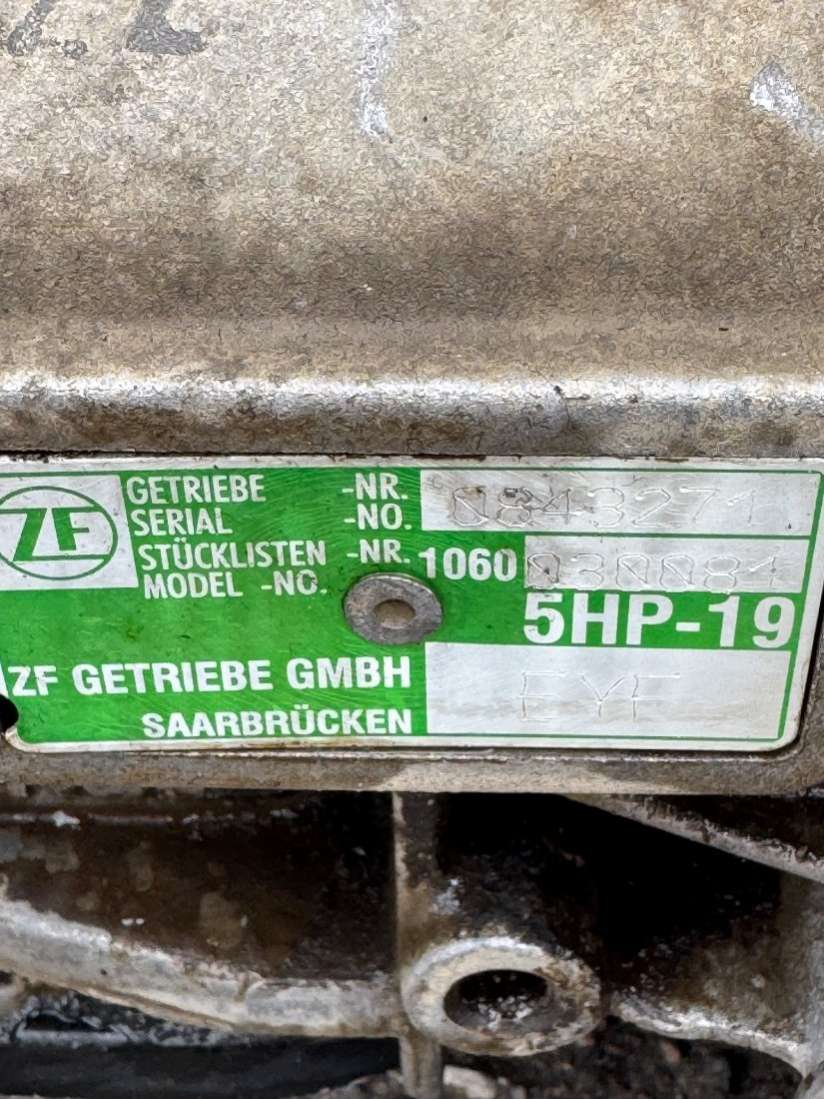 ZF
GETRIEBE -NR. 0843271
SERIAL -NO.
STÜCKLISTEN -NR. 1060 030084
MODEL -NO.
5HP-19
ZF GETRIEBE GMBH
SAARBRÜCKEN
EYF